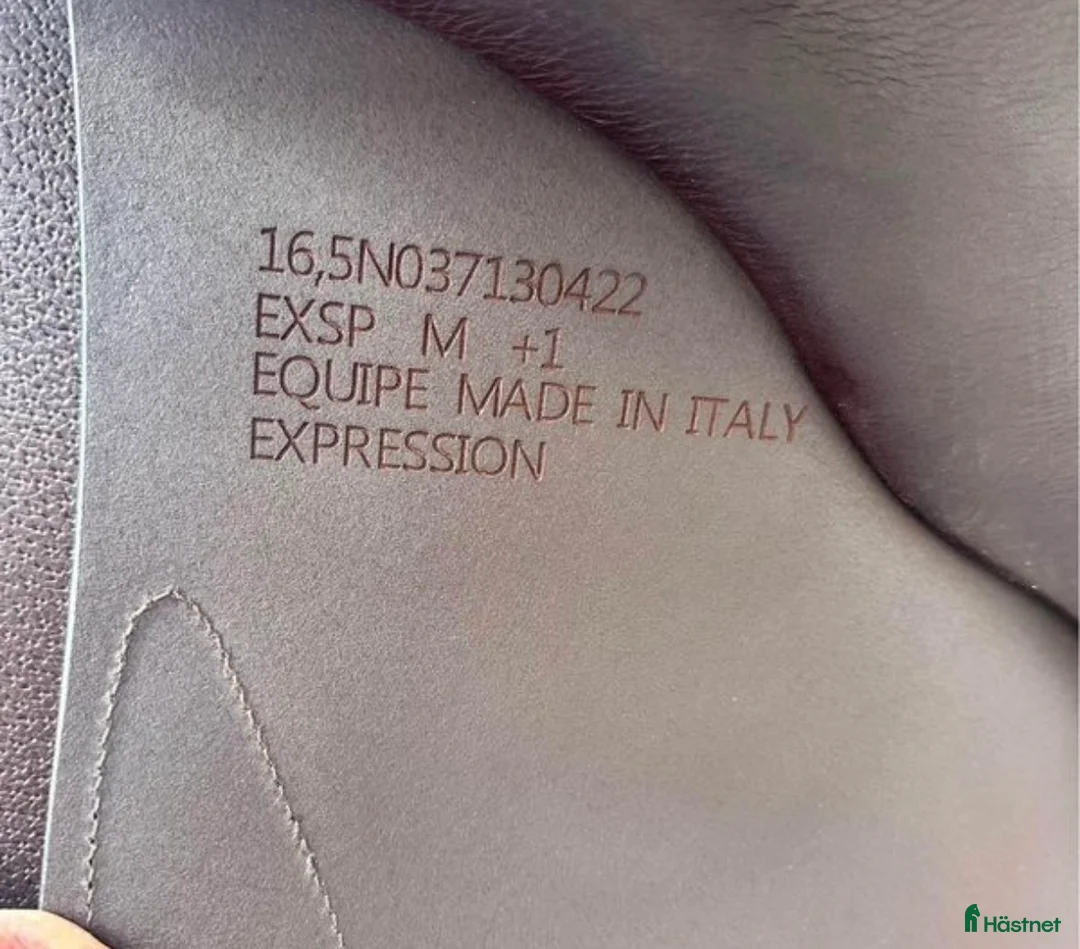 16,5N037130422
EXSP M +1
EQUIPE MADE IN ITALY
EXPRESSION
Hästnet